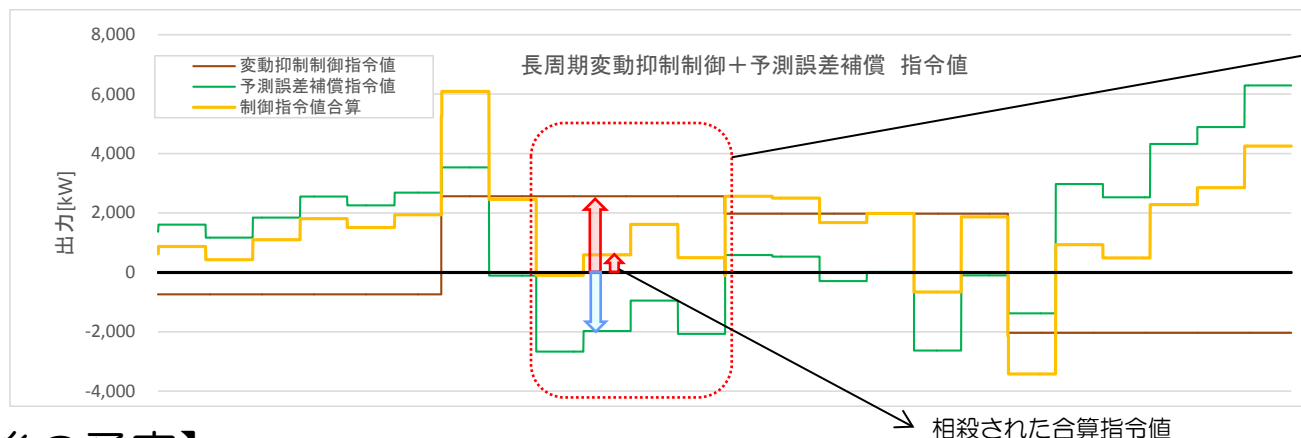 8,000
6,000
4,000
2,000
0
-2,000
-4,000
出力[kW]
変動抑制制御指令値
予測誤差補償指令値
制御指令値合算
長周期変動抑制制御＋予測誤差補償 指令値
相殺された合算指令値
の予定】